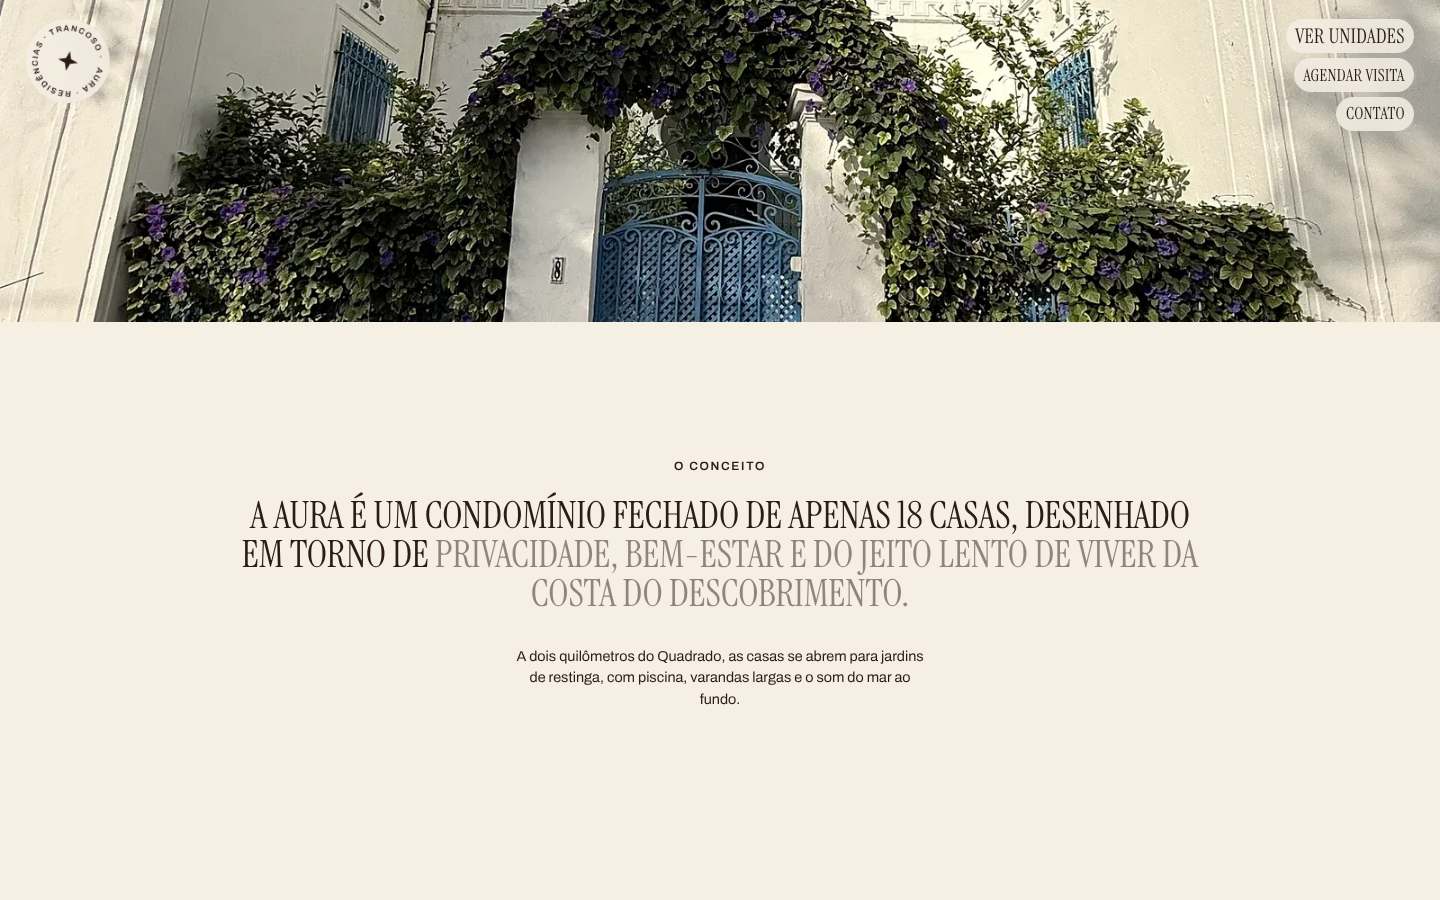 TRANCOSO · AURA · RESIDÊNCIAS ·
VER UNIDADES
AGENDAR VISITA
CONTATO
8
O CONCEITO
A AURA É UM CONDOMÍNIO FECHADO DE APENAS 18 CASAS, DESENHADO
EM TORNO DE PRIVACIDADE, BEM-ESTAR E DO JEITO LENTO DE VIVER DA
COSTA DO DESCOBRIMENTO.
A dois quilômetros do Quadrado, as casas se abrem para jardins
de restinga, com piscina, varandas largas e o som do mar ao
fundo.